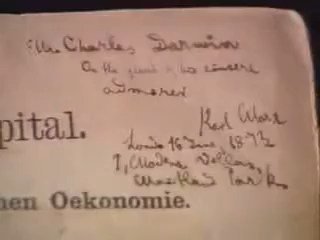 Mr. Charles Darwin
On the part of his sincere
admirer
Karl Marx
pital.
London 16 June 1873
1, Modena Villas,
Maitland Park
hen Oekonomie.